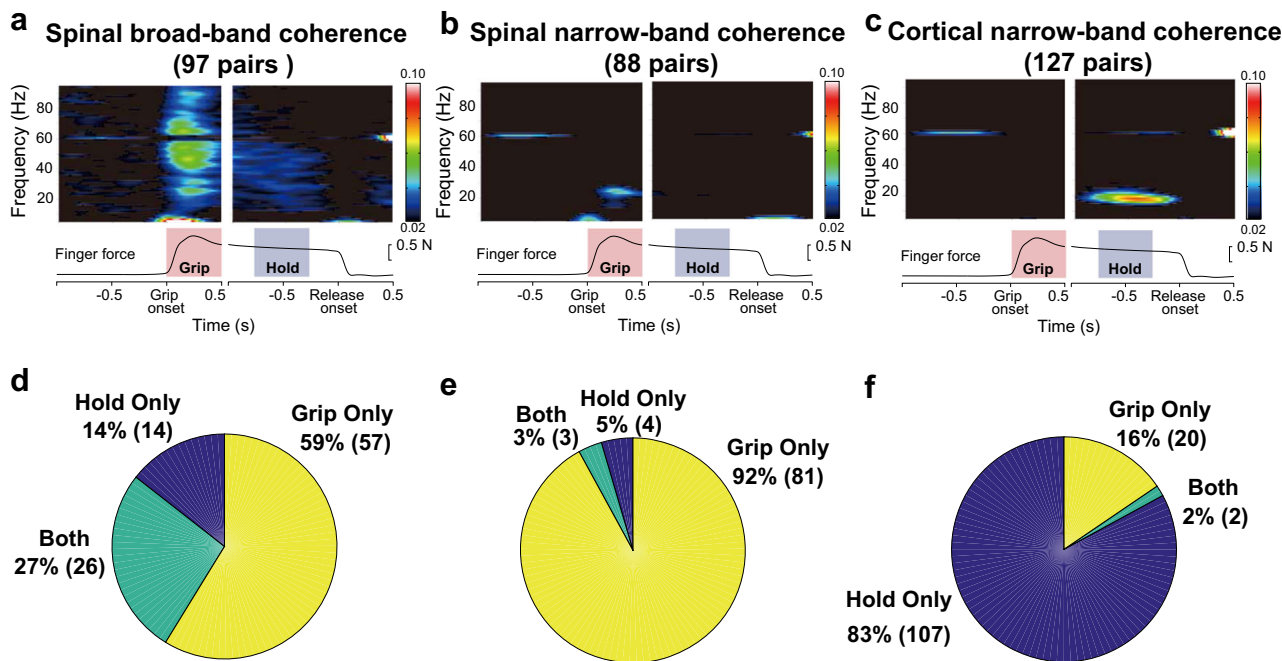 a
Spinal broad-band coherence
(97 pairs )
Frequency (Hz)
80
60
40
20
0.10
0.02
Finger force
Grip
Hold
0.5 N
-0.5
Grip
onset
0.5
-0.5
Release
onset
0.5
Time (s)
b
Spinal narrow-band coherence
(88 pairs)
Frequency (Hz)
80
60
40
20
0.10
0.02
Finger force
Grip
Hold
0.5 N
-0.5
Grip
onset
0.5
-0.5
Release
onset
0.5
Time (s)
c
Cortical narrow-band coherence
(127 pairs)
Frequency (Hz)
80
60
40
20
0.10
0.02
Finger force
Grip
Hold
0.5 N
-0.5
Grip
onset
0.5
-0.5
Release
onset
0.5
Time (s)
d
Hold Only
14% (14)
Grip Only
59% (57)
Both
27% (26)
e
Both
3% (3)
Hold Only
5% (4)
Grip Only
92% (81)
f
Grip Only
16% (20)
Both
2% (2)
Hold Only
83% (107)